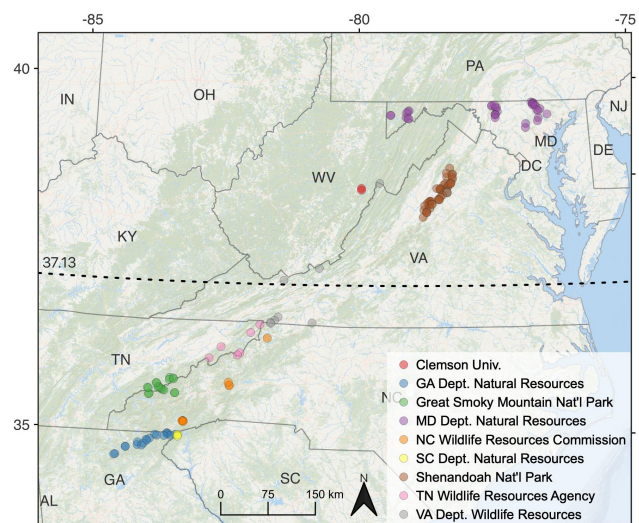 -85 -80 -75
40
PA
OH
IN
NJ
MD
DE
DC
WV
KY
VA
37.13
TN
35
GA
SC
AL
N
Clemson Univ.
GA Dept. Natural Resources
Great Smoky Mountain Nat'l Park
MD Dept. Natural Resources
NC Wildlife Resources Commission
SC Dept. Natural Resources
Shenandoah Nat'l Park
TN Wildlife Resources Agency
VA Dept. Wildlife Resources
0 75 150 km